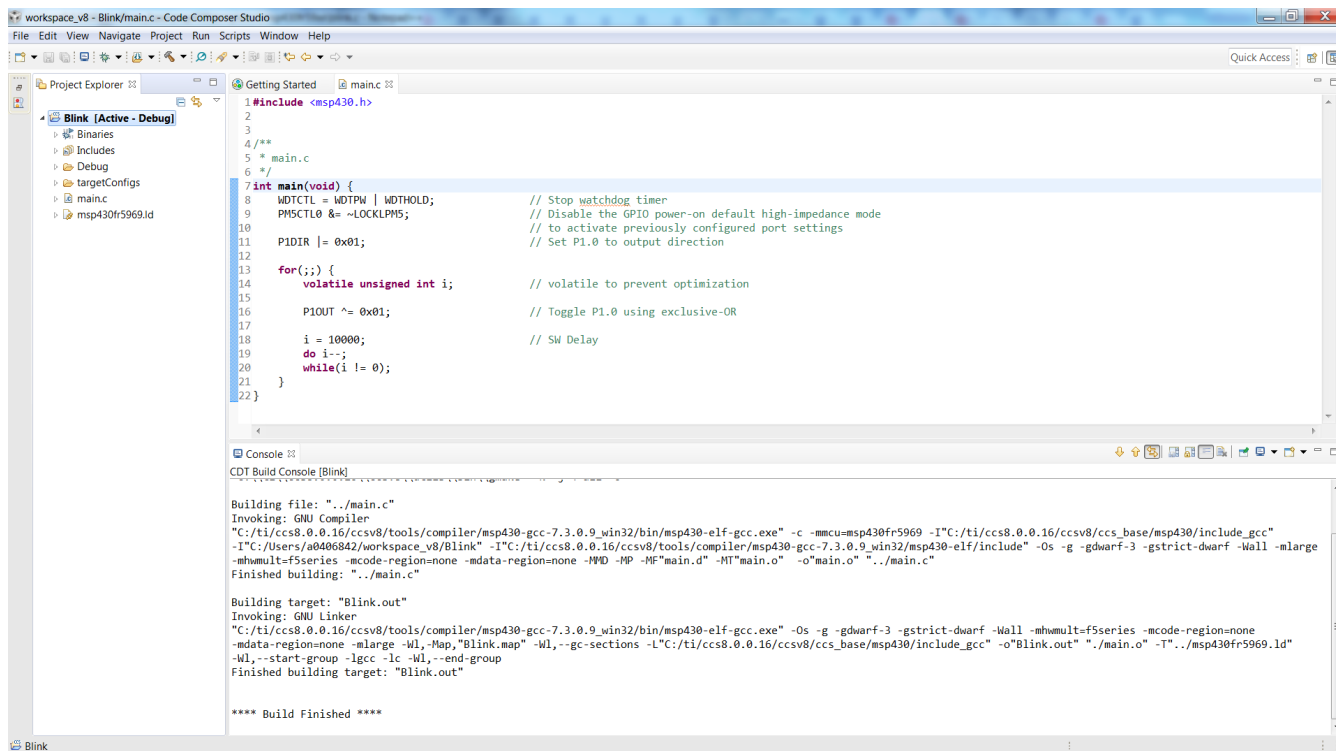 workspace_v8 - Blink/main.c - Code Composer Studio
File Edit View Navigate Project Run Scripts Window Help
Quick Access
Project Explorer
Blink [Active - Debug]
Binaries
Includes
Debug
targetConfigs
main.c
msp430fr5969.ld
Getting Started main.c
1 #include <msp430.h>
2
3
4 /**
5  * main.c
6  */
7 int main(void) {
8     WDTCTL = WDTPW | WDTHOLD;               // Stop watchdog timer
9     PM5CTL0 &= ~LOCKLPM5;                   // Disable the GPIO power-on default high-impedance mode
10                                            // to activate previously configured port settings
11    P1DIR |= 0x01;                          // Set P1.0 to output direction
12
13    for(;;) {
14        volatile unsigned int i;            // volatile to prevent optimization
15
16        P1OUT ^= 0x01;                      // Toggle P1.0 using exclusive-OR
17
18        i = 10000;                          // SW Delay
19        do i--;
20        while(i != 0);
21    }
22 }
Console
CDT Build Console [Blink]
Building file: "../main.c"
Invoking: GNU Compiler
"C:/ti/ccs8.0.0.16/ccsv8/tools/compiler/msp430-gcc-7.3.0.9_win32/bin/msp430-elf-gcc.exe" -c -mmcu=msp430fr5969 -I"C:/ti/ccs8.0.0.16/ccsv8/ccs_base/msp430/include_gcc"
-I"C:/Users/a0406842/workspace_v8/Blink" -I"C:/ti/ccs8.0.0.16/ccsv8/tools/compiler/msp430-gcc-7.3.0.9_win32/msp430-elf/include" -Os -g -gdwarf-3 -gstrict-dwarf -Wall -mlarge
-mhwmult=f5series -mcode-region=none -mdata-region=none -MMD -MP -MF"main.d" -MT"main.o"  -o"main.o" "../main.c"
Finished building: "../main.c"
Building target: "Blink.out"
Invoking: GNU Linker
"C:/ti/ccs8.0.0.16/ccsv8/tools/compiler/msp430-gcc-7.3.0.9_win32/bin/msp430-elf-gcc.exe" -Os -g -gdwarf-3 -gstrict-dwarf -Wall -mhwmult=f5series -mcode-region=none
-mdata-region=none -mlarge -Wl,-Map,"Blink.map" -Wl,--gc-sections -L"C:/ti/ccs8.0.0.16/ccsv8/ccs_base/msp430/include_gcc" -o"Blink.out" "./main.o" -T"../msp430fr5969.ld"
-Wl,--start-group -lgcc -lc -Wl,--end-group
Finished building target: "Blink.out"
**** Build Finished ****
Blink